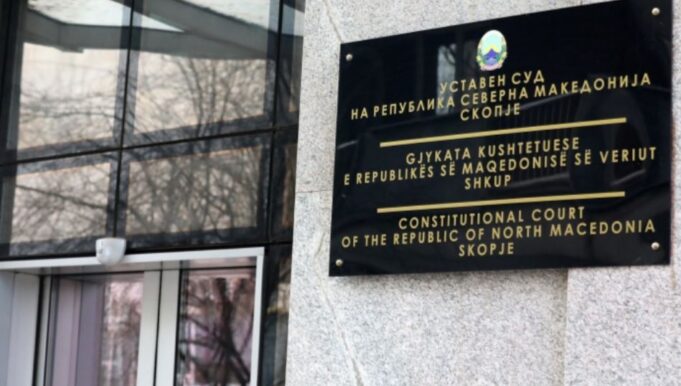 УСТАВЕН СУД
НА РЕПУБЛИКА СЕВЕРНА МАКЕДОНИЈА
СКОПЈЕ
GJYKATA KUSHTETUESE
E REPUBLIKËS SË MAQEDONISË SË VERIUT
SHKUP
CONSTITUTIONAL COURT
OF THE REPUBLIC OF NORTH MACEDONIA
SKOPJE